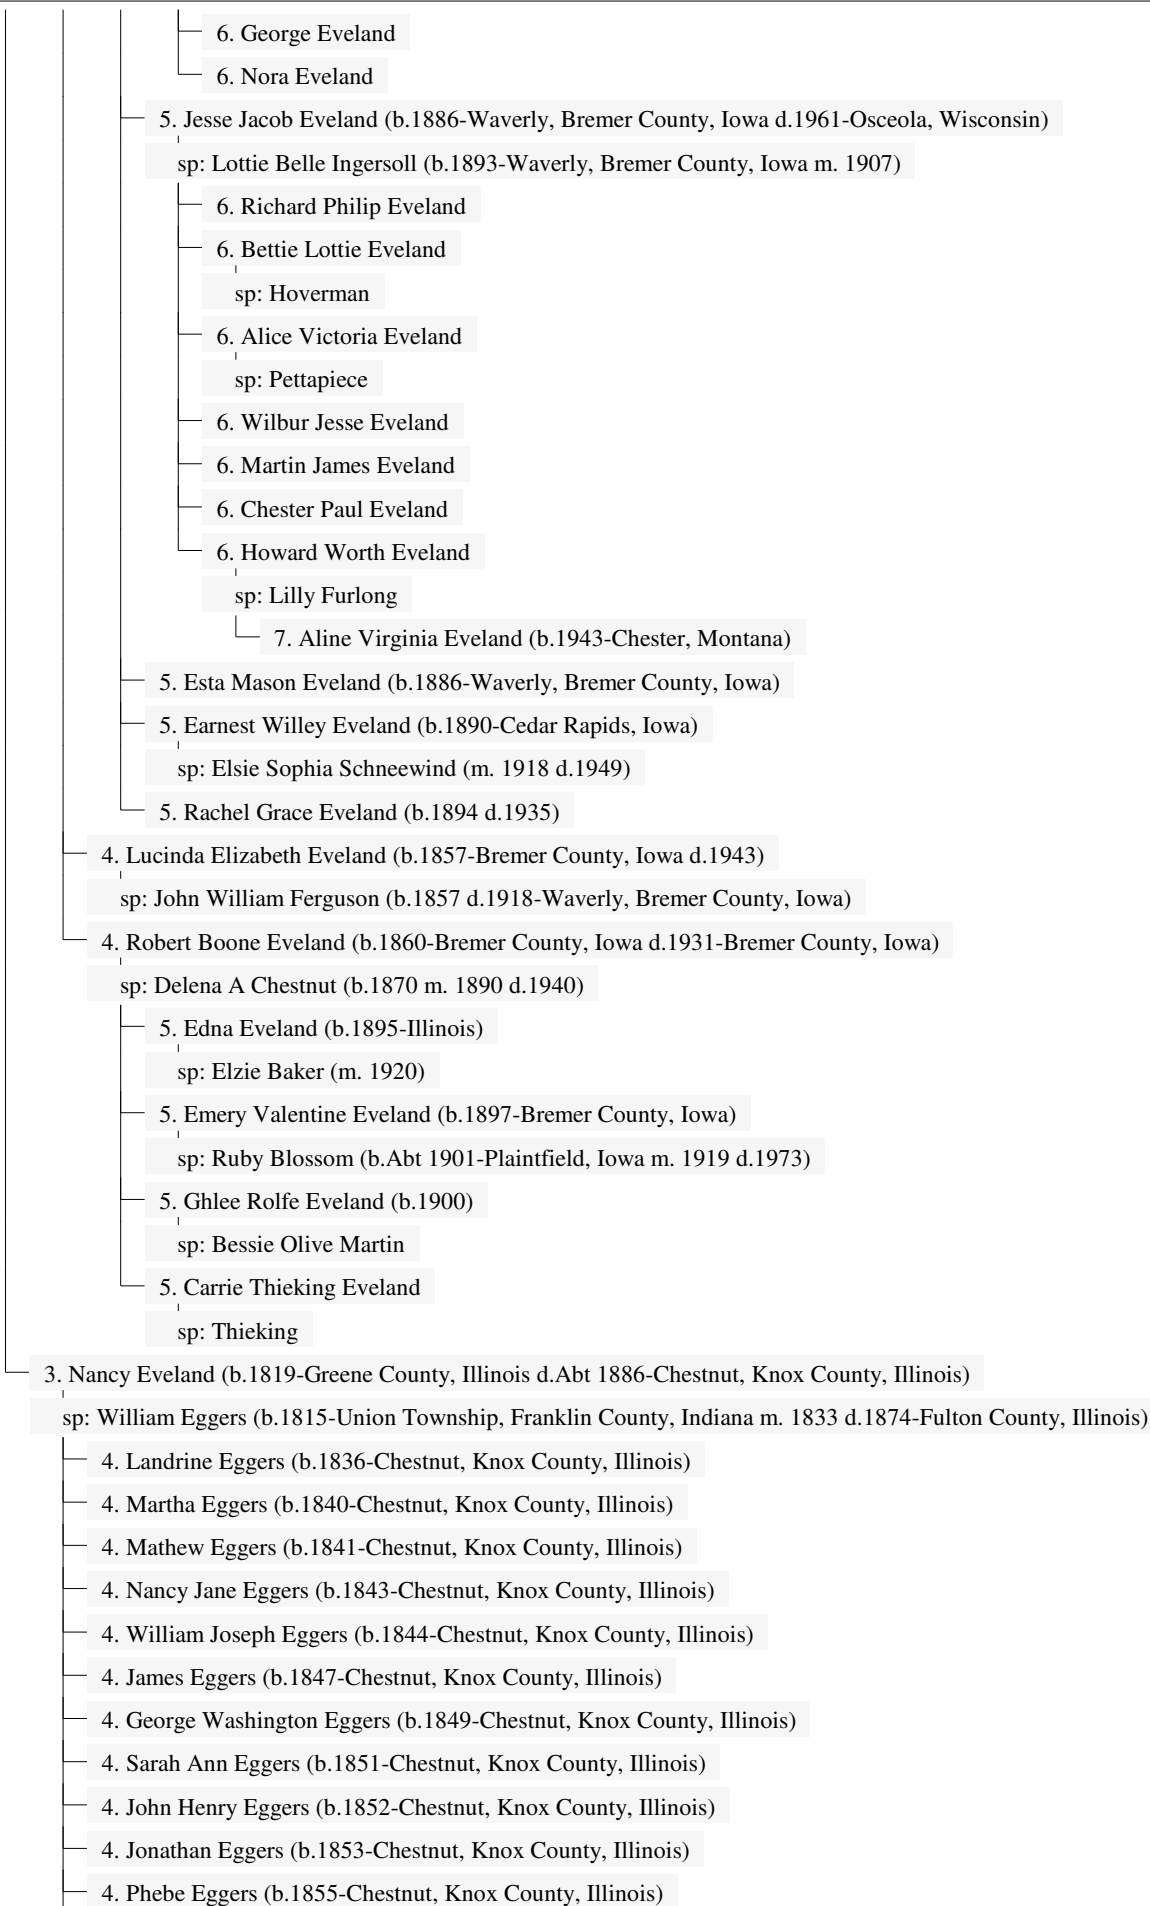 6. George Eveland
6. Nora Eveland
5. Jesse Jacob Eveland (b.1886-Waverly, Bremer County, Iowa d.1961-Osceola, Wisconsin)
sp: Lottie Belle Ingersoll (b.1893-Waverly, Bremer County, Iowa m. 1907)
6. Richard Philip Eveland
6. Bettie Lottie Eveland
sp: Hoverman
6. Alice Victoria Eveland
sp: Pettapiece
6. Wilbur Jesse Eveland
6. Martin James Eveland
6. Chester Paul Eveland
6. Howard Worth Eveland
sp: Lilly Furlong
7. Aline Virginia Eveland (b.1943-Chester, Montana)
5. Esta Mason Eveland (b.1886-Waverly, Bremer County, Iowa)
5. Earnest Willey Eveland (b.1890-Cedar Rapids, Iowa)
sp: Elsie Sophia Schneewind (m. 1918 d.1949)
5. Rachel Grace Eveland (b.1894 d.1935)
4. Lucinda Elizabeth Eveland (b.1857-Bremer County, Iowa d.1943)
sp: John William Ferguson (b.1857 d.1918-Waverly, Bremer County, Iowa)
4. Robert Boone Eveland (b.1860-Bremer County, Iowa d.1931-Bremer County, Iowa)
sp: Delena A Chestnut (b.1870 m. 1890 d.1940)
5. Edna Eveland (b.1895-Illinois)
sp: Elzie Baker (m. 1920)
5. Emery Valentine Eveland (b.1897-Bremer County, Iowa)
sp: Ruby Blossom (b.Abt 1901-Plaintfield, Iowa m. 1919 d.1973)
5. Ghlee Rolfe Eveland (b.1900)
sp: Bessie Olive Martin
5. Carrie Thieking Eveland
sp: Thieking
3. Nancy Eveland (b.1819-Greene County, Illinois d.Abt 1886-Chestnut, Knox County, Illinois)
sp: William Eggers (b.1815-Union Township, Franklin County, Indiana m. 1833 d.1874-Fulton County, Illinois)
4. Landrine Eggers (b.1836-Chestnut, Knox County, Illinois)
4. Martha Eggers (b.1840-Chestnut, Knox County, Illinois)
4. Mathew Eggers (b.1841-Chestnut, Knox County, Illinois)
4. Nancy Jane Eggers (b.1843-Chestnut, Knox County, Illinois)
4. William Joseph Eggers (b.1844-Chestnut, Knox County, Illinois)
4. James Eggers (b.1847-Chestnut, Knox County, Illinois)
4. George Washington Eggers (b.1849-Chestnut, Knox County, Illinois)
4. Sarah Ann Eggers (b.1851-Chestnut, Knox County, Illinois)
4. John Henry Eggers (b.1852-Chestnut, Knox County, Illinois)
4. Jonathan Eggers (b.1853-Chestnut, Knox County, Illinois)
4. Phebe Eggers (b.1855-Chestnut, Knox County, Illinois)